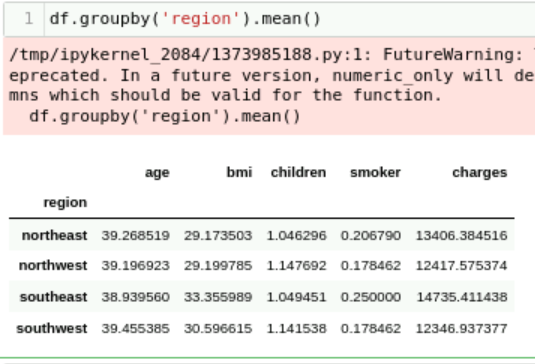 1 df.groupby('region').mean()
/tmp/ipykernel_2084/1373985188.py:1: FutureWarning:
eprecated. In a future version, numeric_only will de
mns which should be valid for the function.
df.groupby('region').mean()
age bmi children smoker charges
region
northeast 39.268519 29.173503 1.046296 0.206790 13406.384516
northwest 39.196923 29.199785 1.147692 0.178462 12417.575374
southeast 38.939560 33.355989 1.049451 0.250000 14735.411438
southwest 39.455385 30.596615 1.141538 0.178462 12346.937377